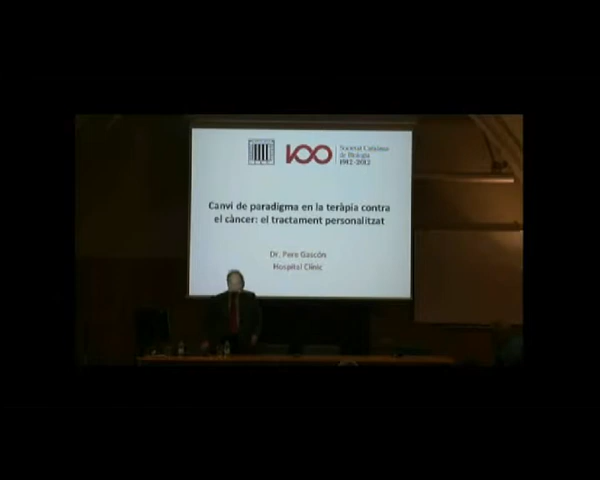 100
Societat Catalana
de Biologia
1912-2012
Canvi de paradigma en la teràpia contra
el càncer: el tractament personalitzat
Dr. Pere Gascón
Hospital Clínic